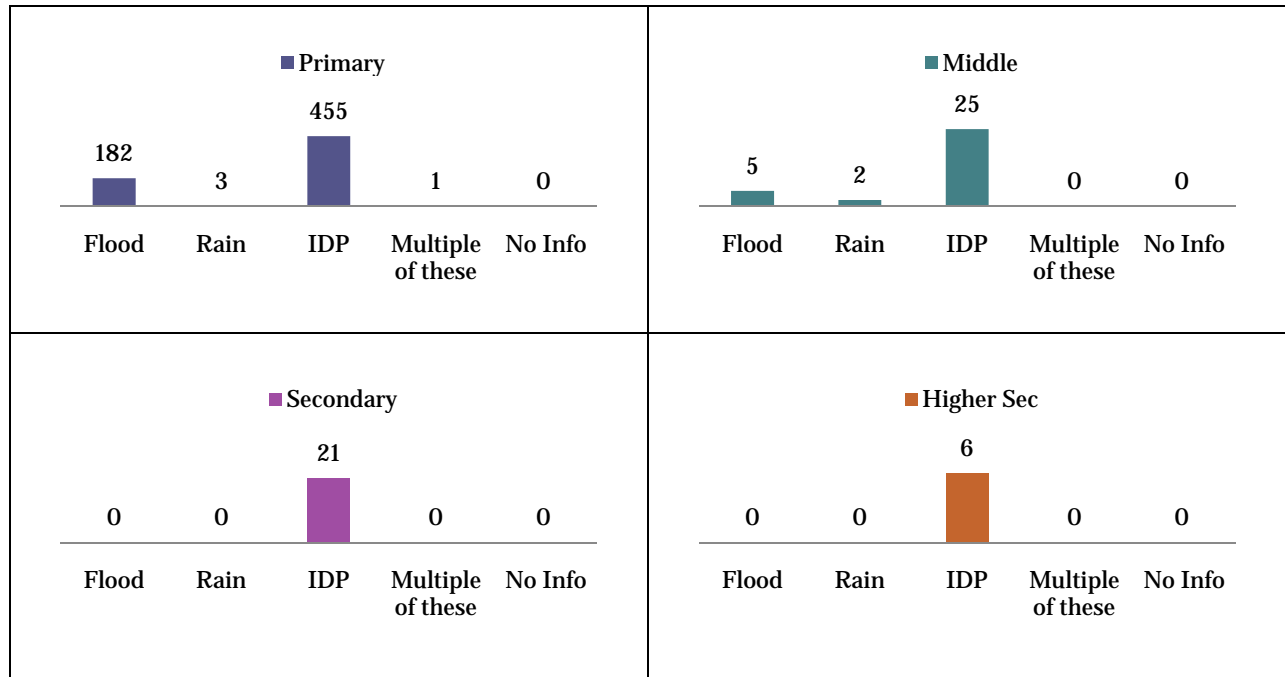 Primary
455
182
3
1
0
Flood Rain IDP Multiple of these No Info
Middle
25
5
2
0
0
Flood Rain IDP Multiple of these No Info
Secondary
21
0
0
0
0
Flood Rain IDP Multiple of these No Info
Higher Sec
6
0
0
0
0
Flood Rain IDP Multiple of these No Info